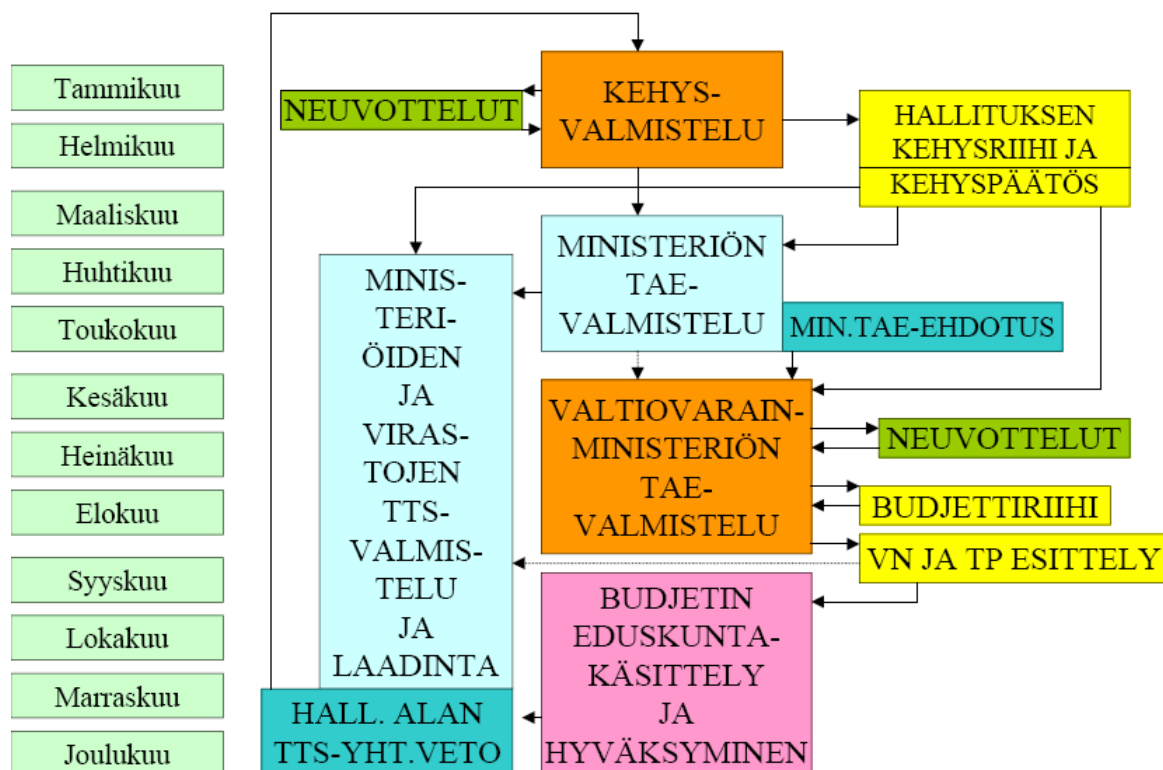 Tammikuu
Helmikuu
Maaliskuu
Huhtikuu
Toukokuu
Kesäkuu
Heinäkuu
Elokuu
Syyskuu
Lokakuu
Marraskuu
Joulukuu
NEUVOTTELUT
KEHYS-
VALMISTELU
HALLITUKSEN
KEHYSRIIHI JA
KEHYSPÄÄTÖS
MINISTERIÖN
TAE-
VALMISTELU
MIN.TAE-EHDOTUS
MINIS-
TERI-
ÖIDEN
JA
VIRAS-
TOJEN
TTS-
VALMIS-
TELU
JA
LAADINTA
VALTIOVARAIN-
MINISTERIÖN
TAE-
VALMISTELU
NEUVOTTELUT
BUDJETTIRIIHI
VN JA TP ESITTELY
BUDJETIN
EDUSKUNTA-
KÄSITTELY
JA
HYVÄKSYMINEN
HALL. ALAN
TTS-YHT.VETO